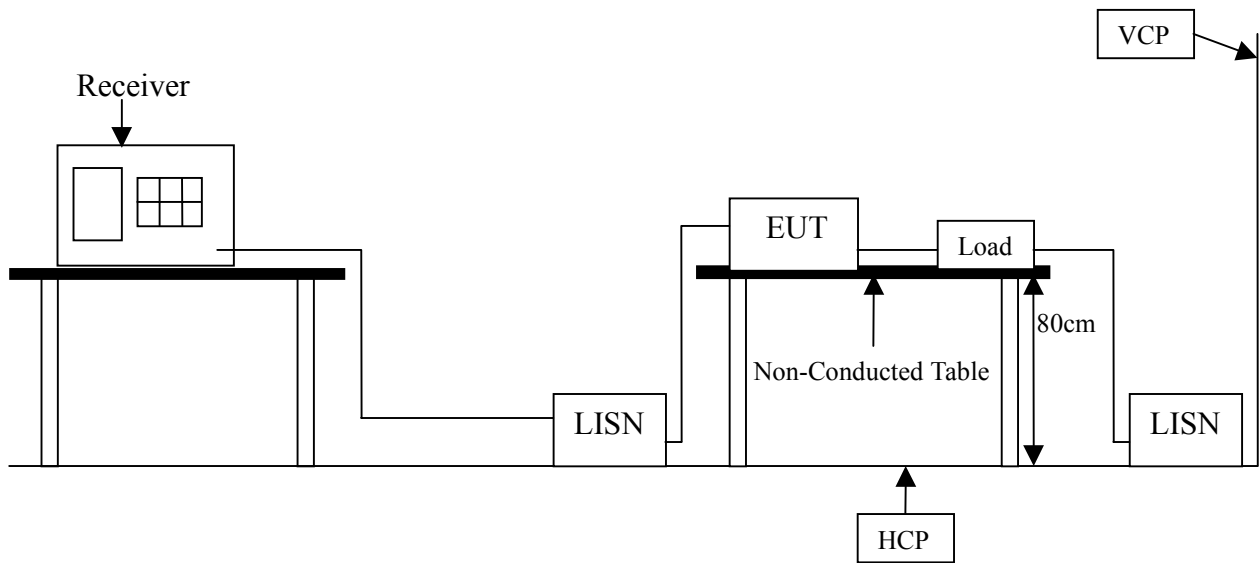 VCP
Receiver
EUT
Load
80cm
Non-Conducted Table
LISN
LISN
HCP